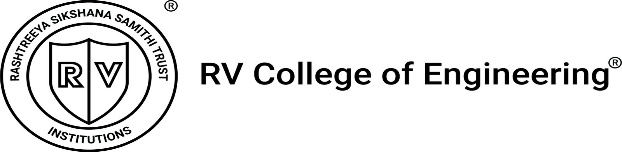 RASHTREEYA SIKSHANA SAMITHI TRUST
RV
INSTITUTIONS
®
RV College of Engineering®